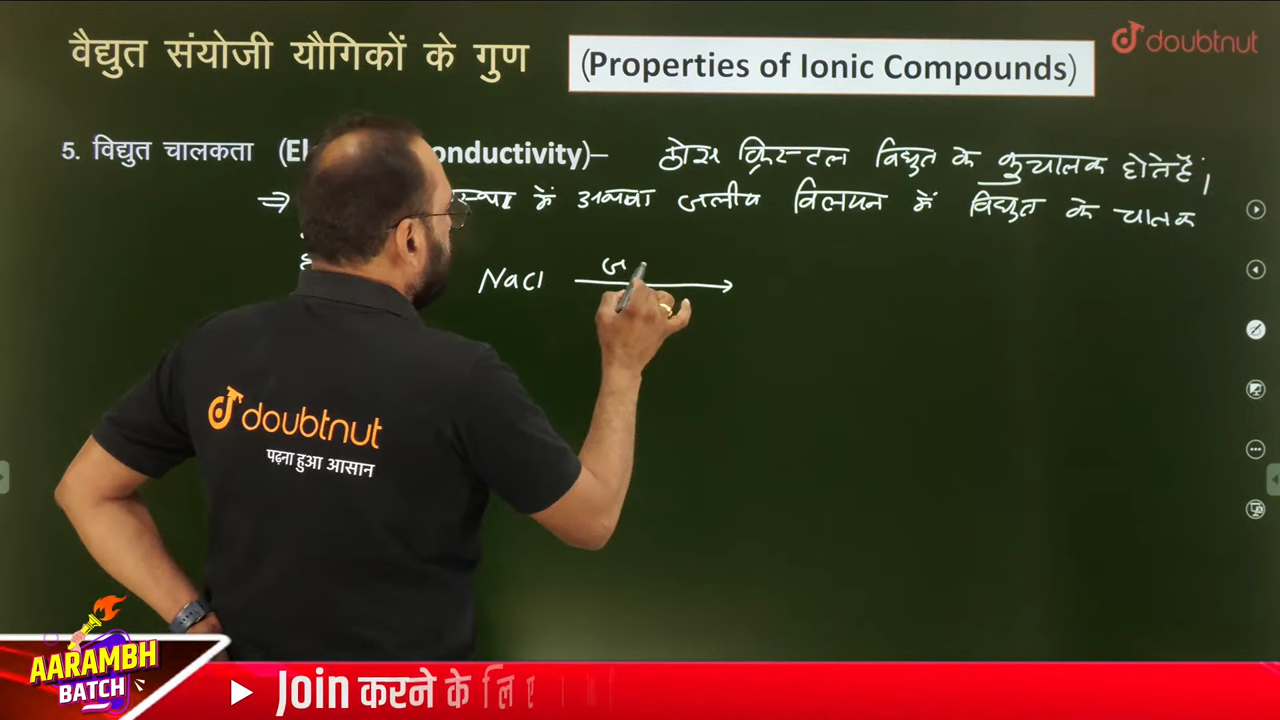 वैद्युत संयोजी यौगिकों के गुण (Properties of Ionic Compounds)
doubtnut
5. विद्युत चालकता onductivity)– ठोस क्रिस्टल विद्युत के कुचालक होते हैं।
⇒ में अथवा जलीय विलयन में विद्युत के चालक
NaCl ज →
doubtnut
पढ़ना हुआ आसान
AARAMBH
BATCH
Join करने के लिए